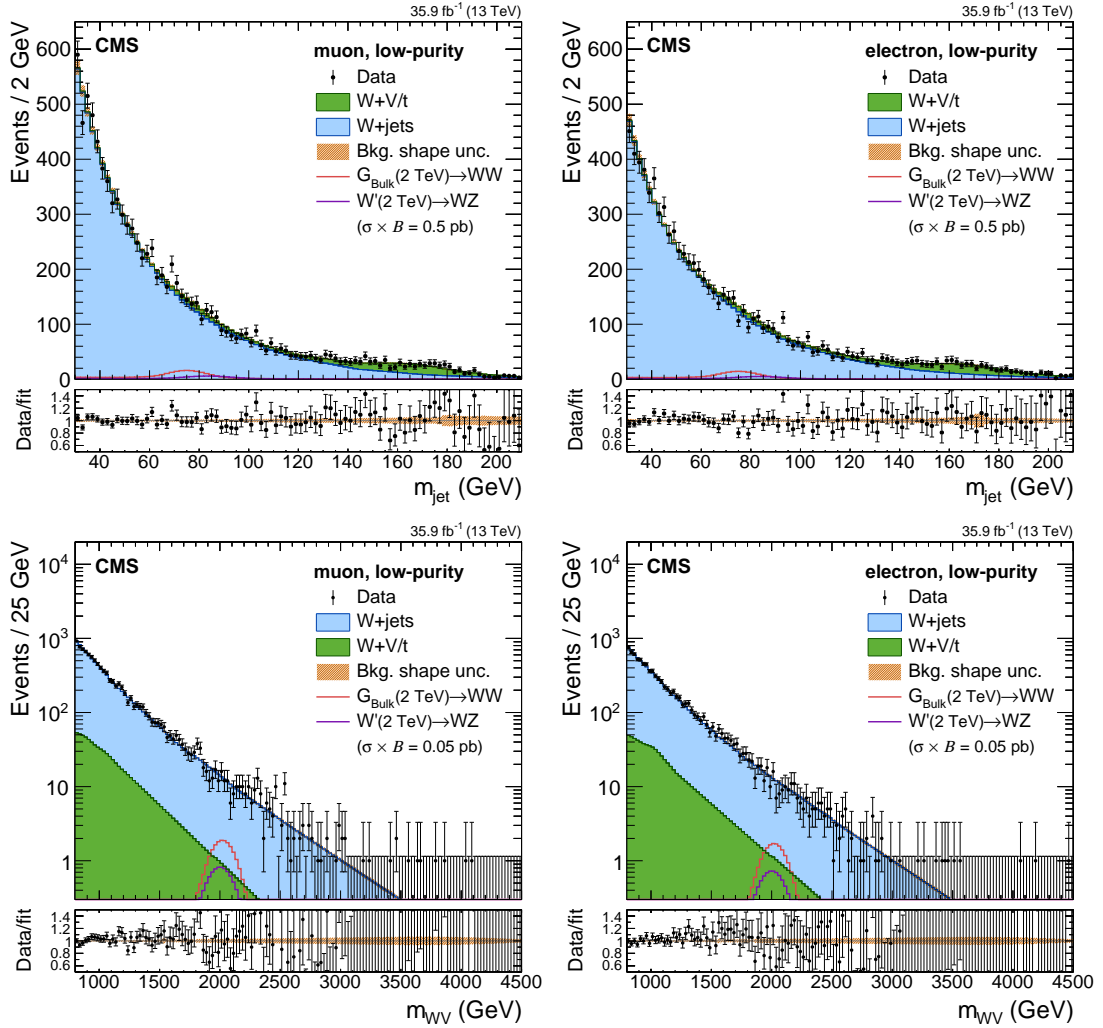 35.9 fb⁻¹ (13 TeV)
CMS
muon, low-purity
Data
W+V/t
W+jets
Bkg. shape unc.
G_Bulk(2 TeV)→WW
W'(2 TeV)→WZ
(σ × B = 0.5 pb)
Events / 2 GeV
600
500
400
300
200
100
0
Data/fit
1.4
1.2
1
0.8
0.6
40 60 80 100 120 140 160 180 200
m_jet (GeV)
35.9 fb⁻¹ (13 TeV)
CMS
electron, low-purity
Data
W+V/t
W+jets
Bkg. shape unc.
G_Bulk(2 TeV)→WW
W'(2 TeV)→WZ
(σ × B = 0.5 pb)
Events / 2 GeV
600
500
400
300
200
100
0
Data/fit
1.4
1.2
1
0.8
0.6
40 60 80 100 120 140 160 180 200
m_jet (GeV)
35.9 fb⁻¹ (13 TeV)
CMS
muon, low-purity
Data
W+jets
W+V/t
Bkg. shape unc.
G_Bulk(2 TeV)→WW
W'(2 TeV)→WZ
(σ × B = 0.05 pb)
Events / 25 GeV
10⁴
10³
10²
10
1
Data/fit
1.4
1.2
1
0.8
0.6
1000 1500 2000 2500 3000 3500 4000 4500
m_WV (GeV)
35.9 fb⁻¹ (13 TeV)
CMS
electron, low-purity
Data
W+jets
W+V/t
Bkg. shape unc.
G_Bulk(2 TeV)→WW
W'(2 TeV)→WZ
(σ × B = 0.05 pb)
Events / 25 GeV
10⁴
10³
10²
10
1
Data/fit
1.4
1.2
1
0.8
0.6
1000 1500 2000 2500 3000 3500 4000 4500
m_WV (GeV)